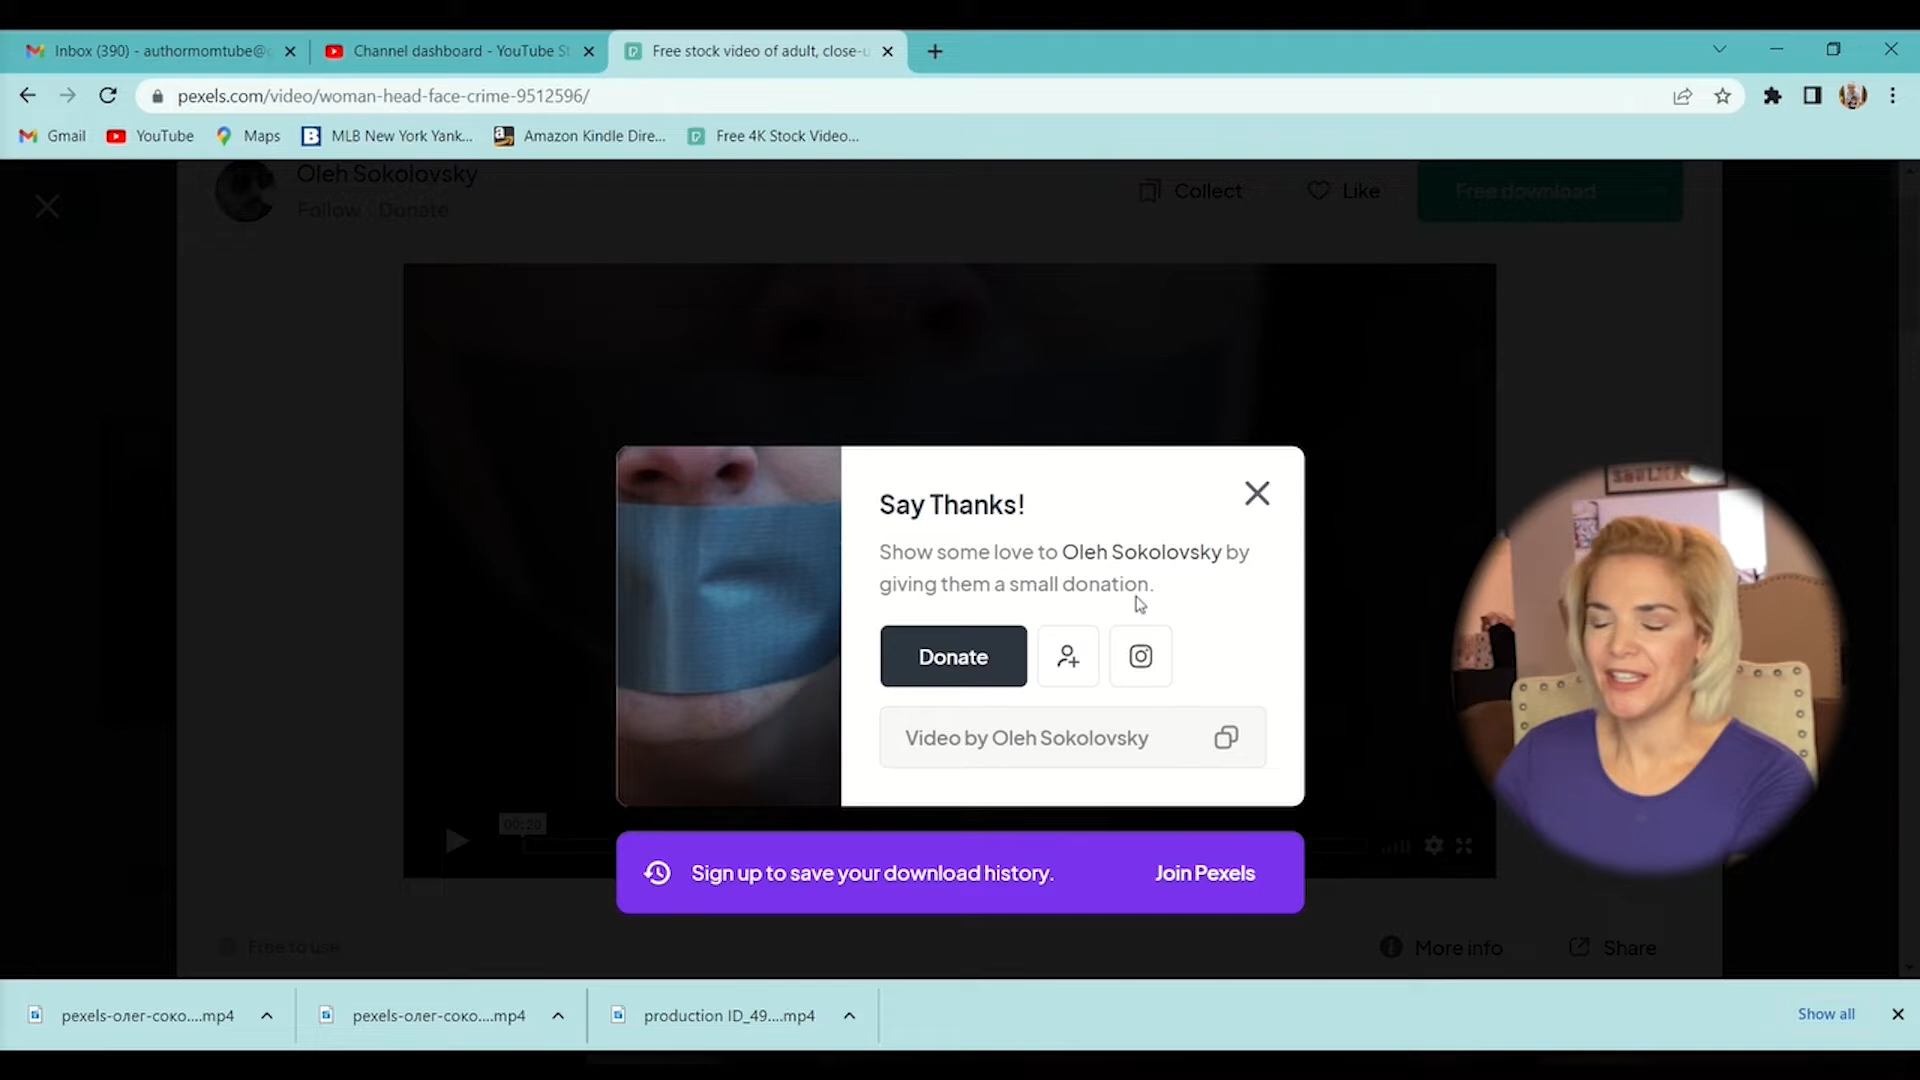 Inbox (390) - authormomtube@g
Channel dashboard - YouTube St
Free stock video of adult, close-u
pexels.com/video/woman-head-face-crime-9512596/
Gmail
YouTube
Maps
MLB New York Yank...
Amazon Kindle Dire...
Free 4K Stock Video...
Oleh Sokolovsky
Follow Donate
Collect
Like
Free download
Say Thanks!
Show some love to Oleh Sokolovsky by
giving them a small donation.
Donate
Video by Oleh Sokolovsky
00:20
Sign up to save your download history.
Join Pexels
Free to use
More info
Share
pexels-олег-соко....mp4
pexels-олег-соко....mp4
production ID_49....mp4
Show all